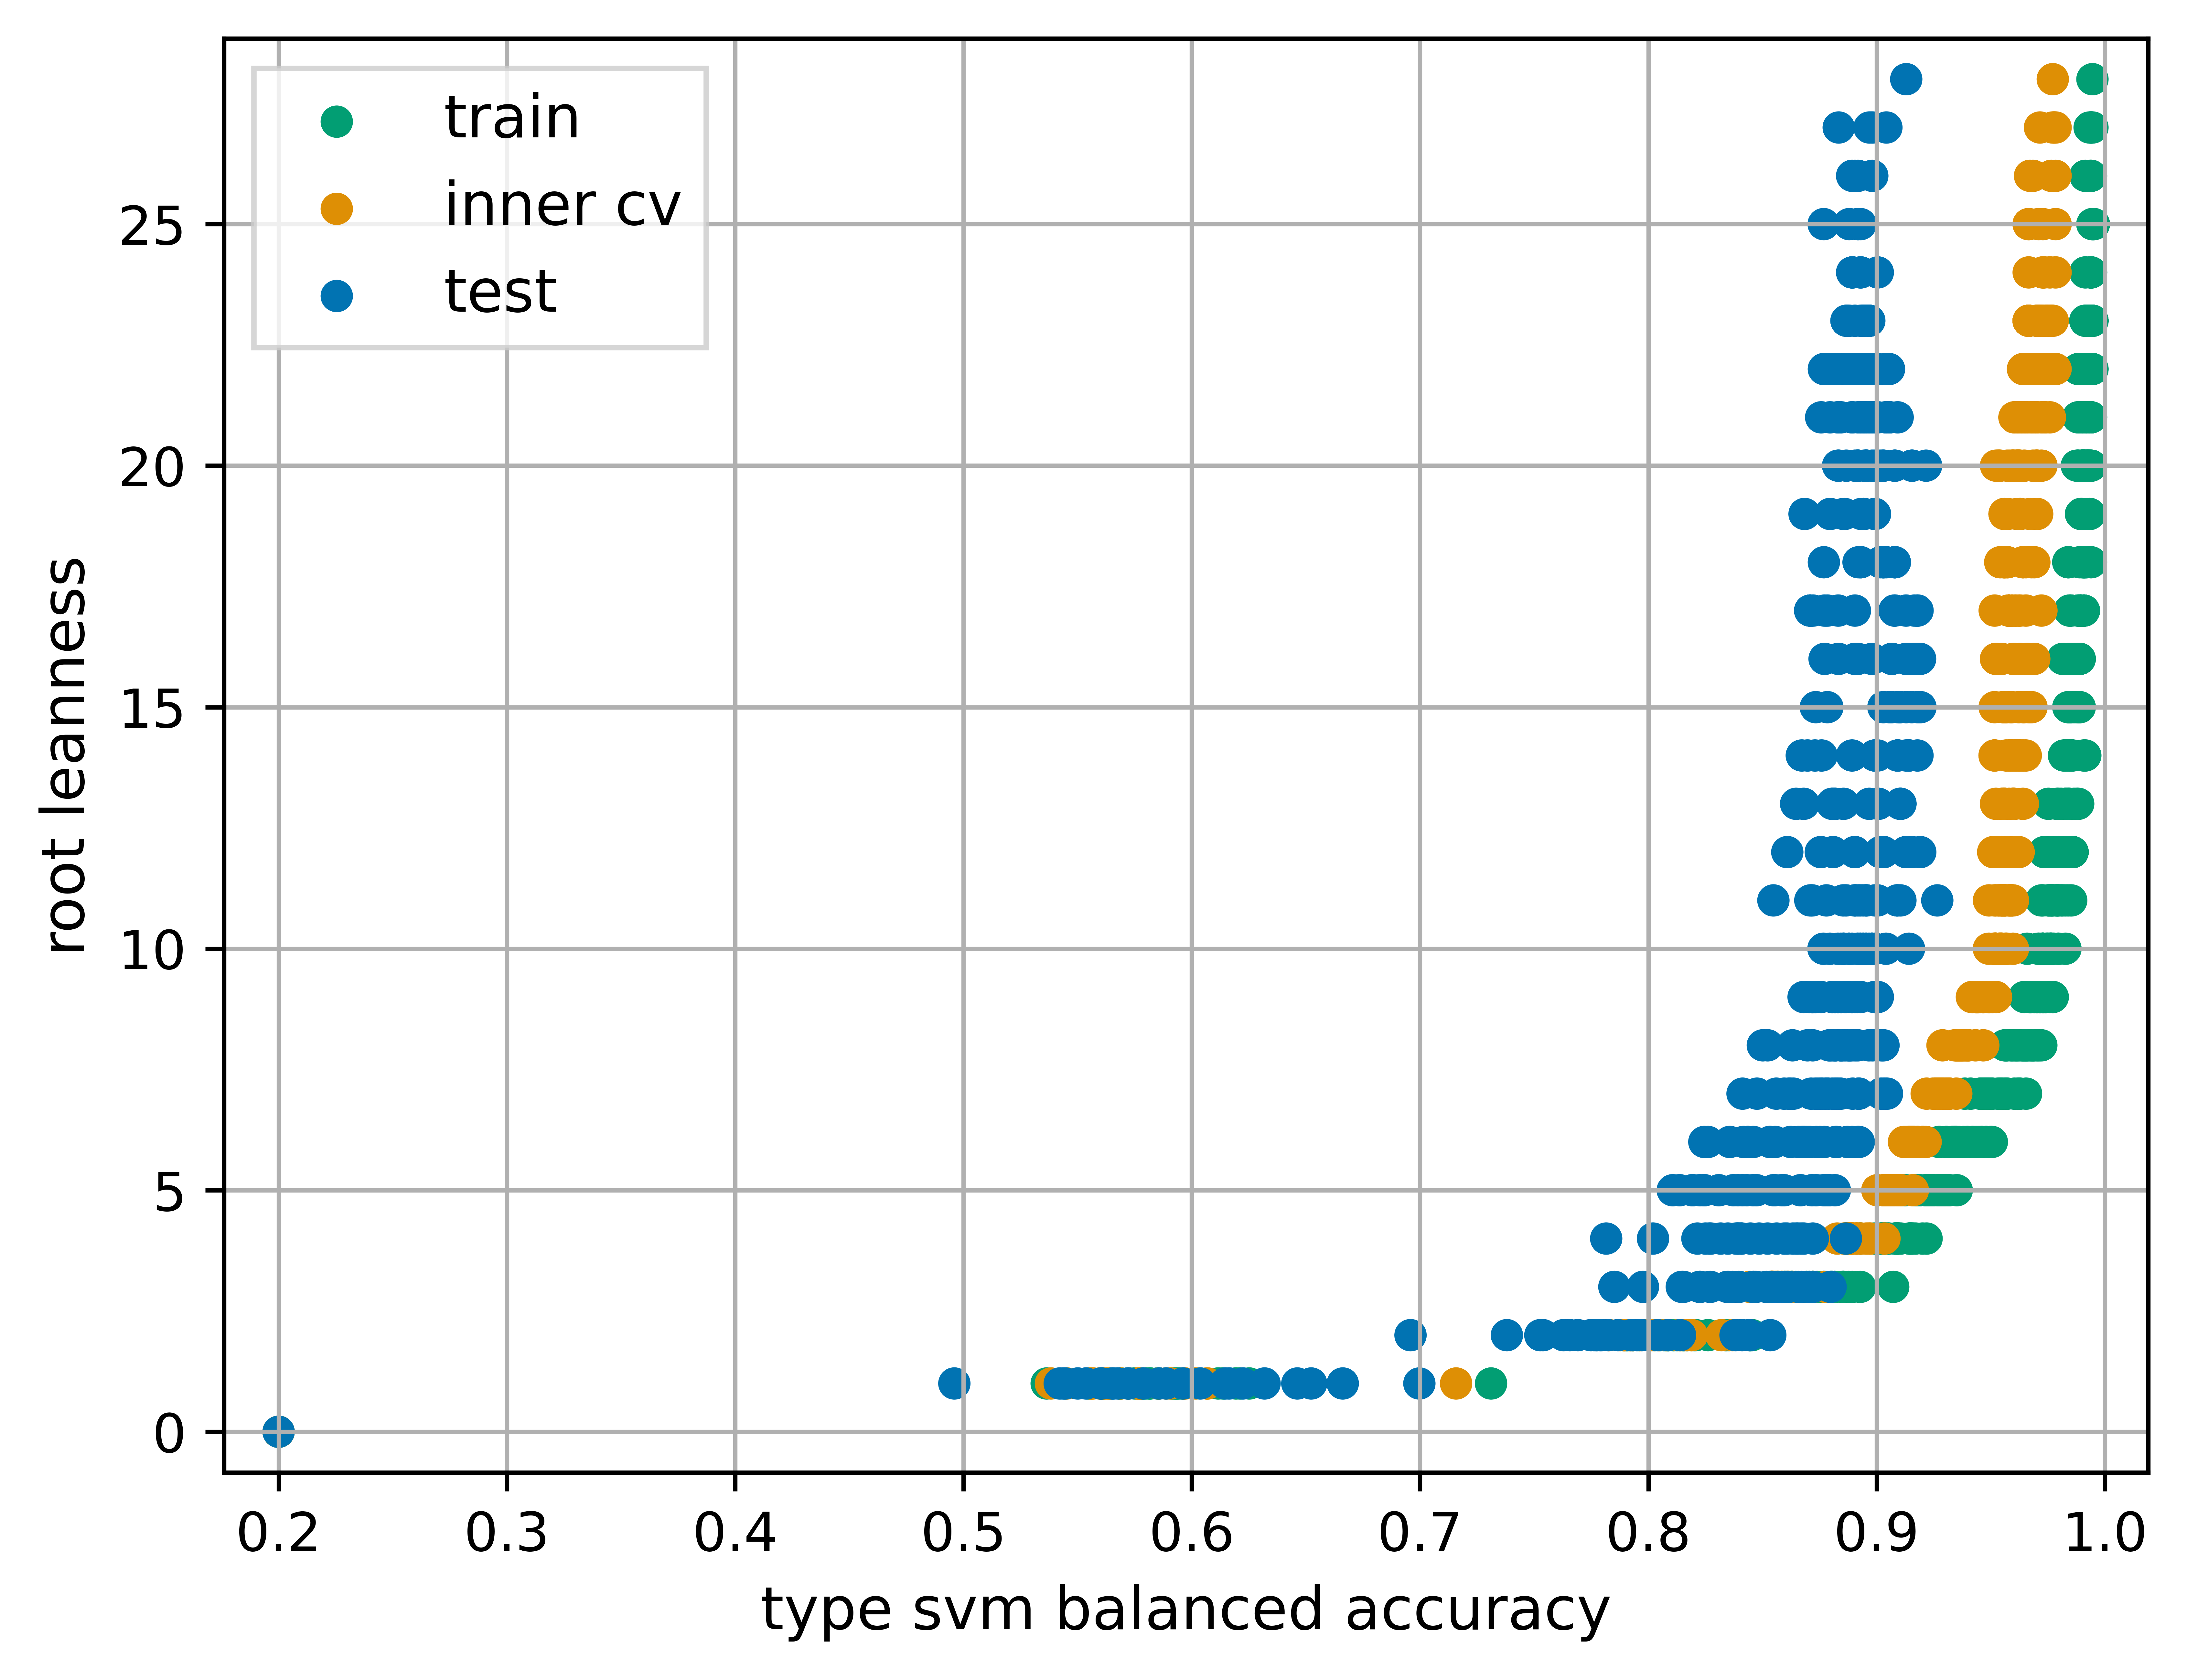 train
inner cv
test
25
20
15
10
5
0
root leanness
0.2 0.3 0.4 0.5 0.6 0.7 0.8 0.9 1.0
type svm balanced accuracy